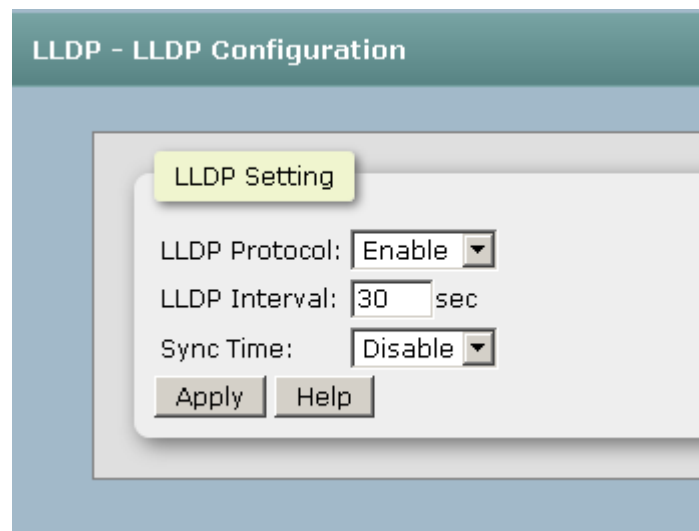 LLDP - LLDP Configuration
LLDP Setting
LLDP Protocol: Enable
LLDP Interval: 30 sec
Sync Time: Disable
Apply Help